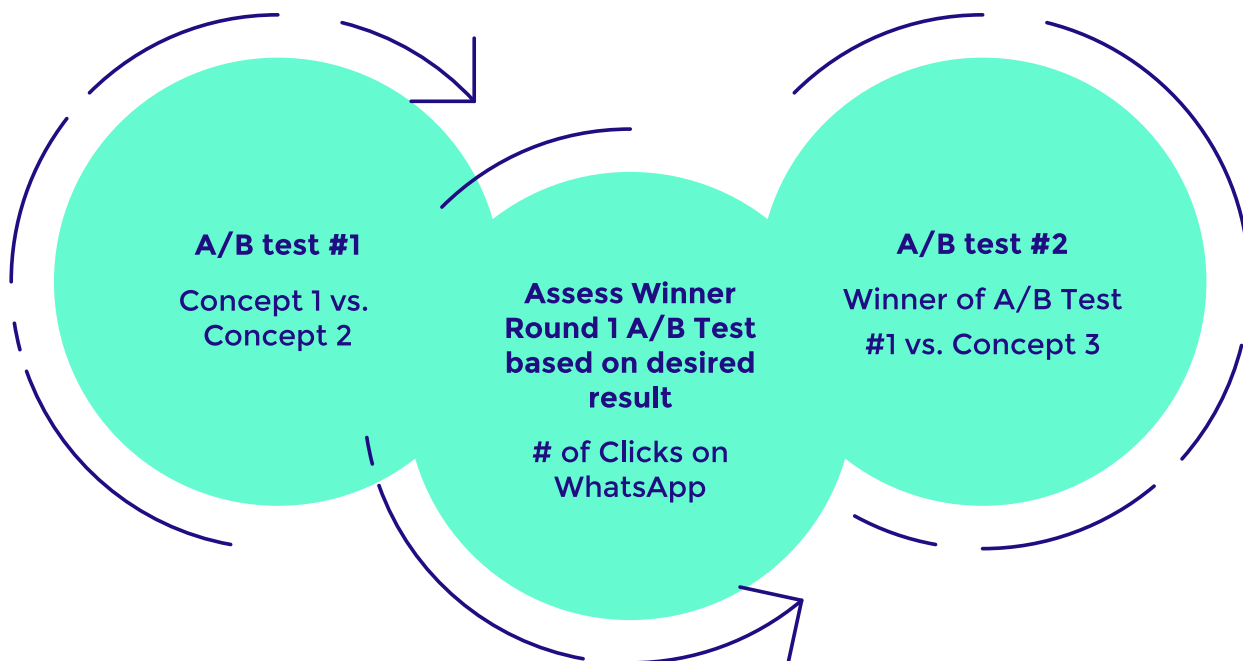 A/B test #1
Concept 1 vs.
Concept 2
Assess Winner
Round 1 A/B Test
based on desired
result
# of Clicks on
WhatsApp
A/B test #2
Winner of A/B Test
#1 vs. Concept 3